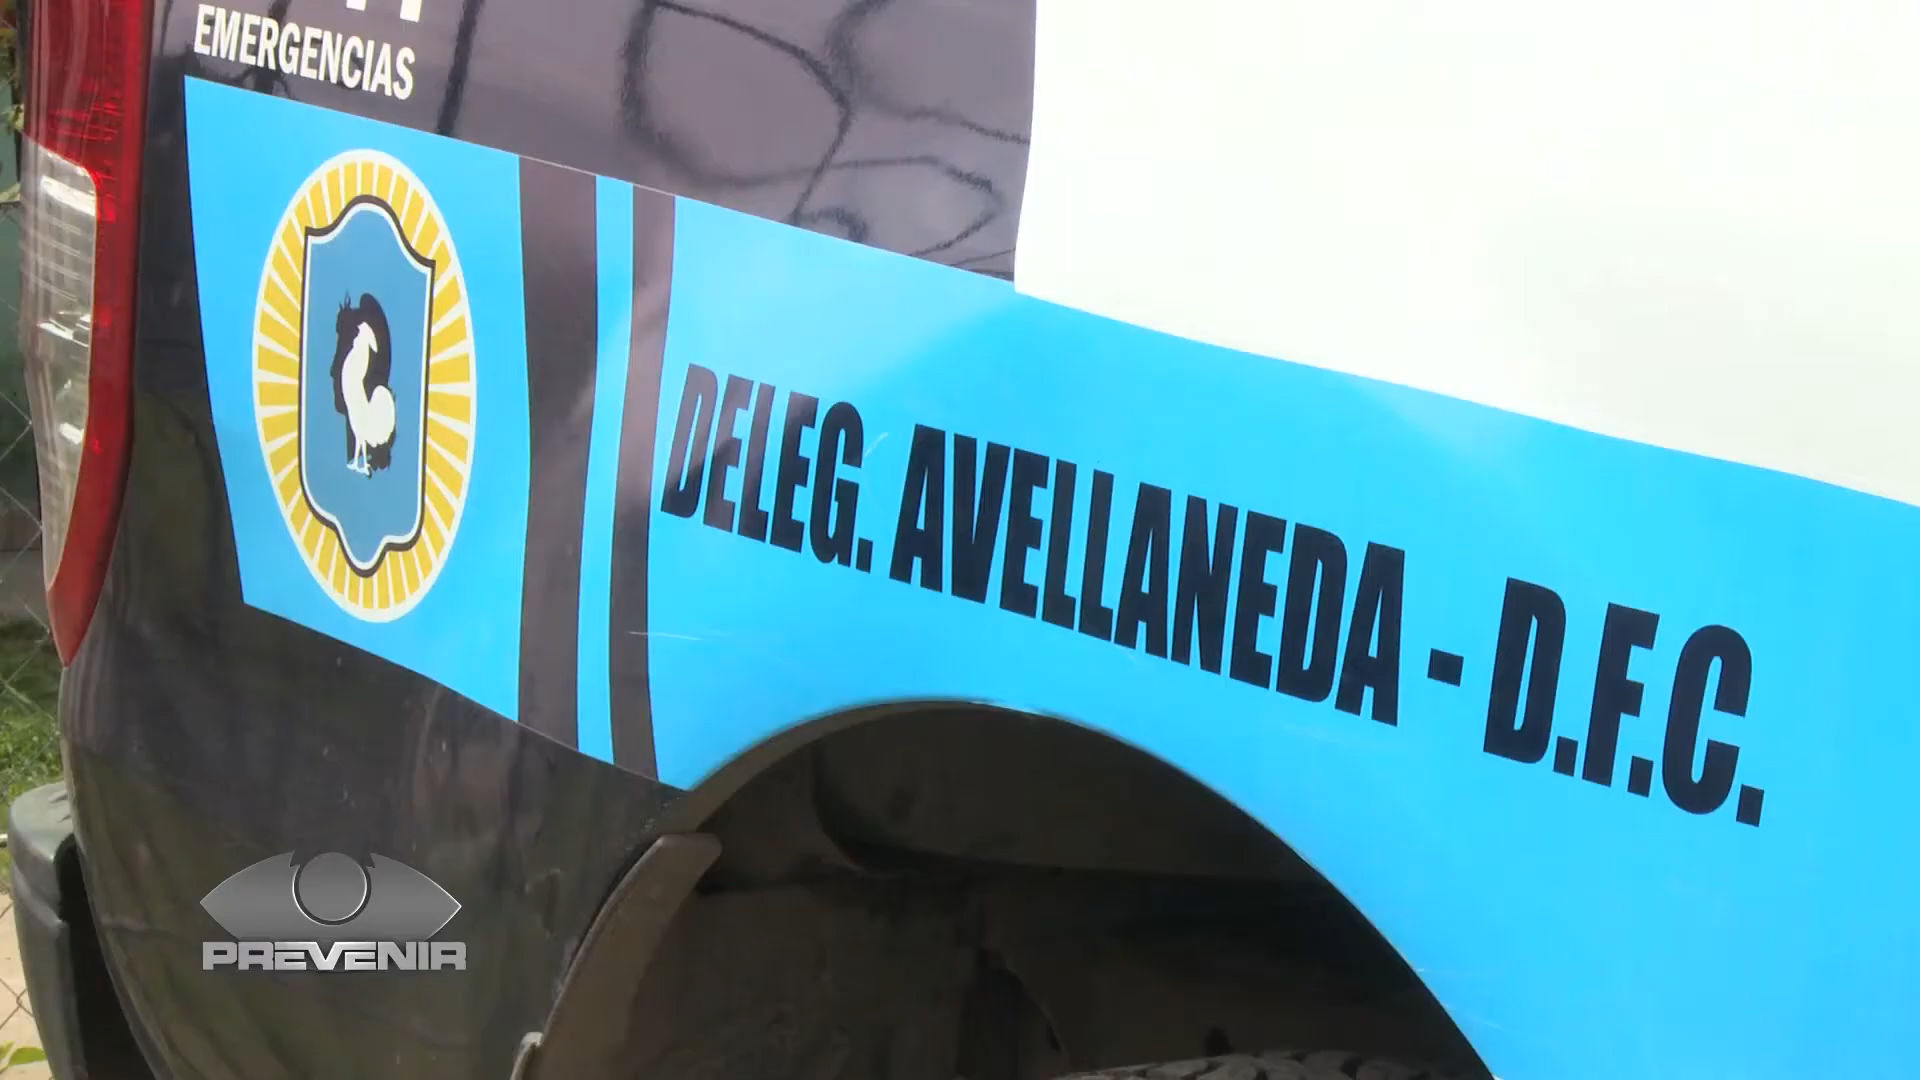 EMERGENCIAS
DELEG. AVELLANEDA - D.F.C.
PREVENIR